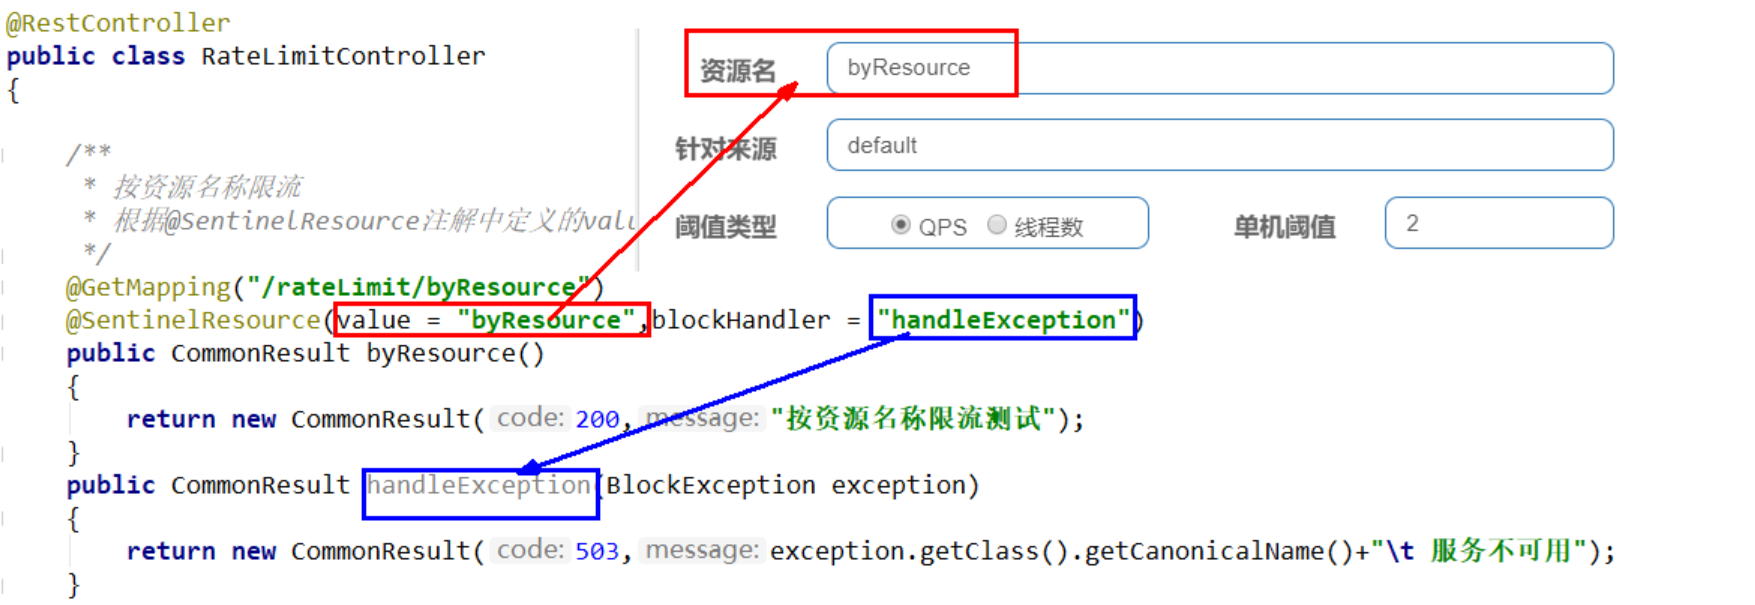 @RestController
public class RateLimitController
{
资源名 byResource
针对来源 default
阈值类型 QPS 线程数 单机阈值 2
/**
* 按资源名称限流
* 根据@SentinelResource注解中定义的valu
*/
@GetMapping("/rateLimit/byResource")
@SentinelResource(value = "byResource",blockHandler = "handleException")
public CommonResult byResource()
{
return new CommonResult( code: 200, message: "按资源名称限流测试");
}
public CommonResult handleException(BlockException exception)
{
return new CommonResult( code: 503, message: exception.getClass().getCanonicalName()+"\t 服务不可用");
}